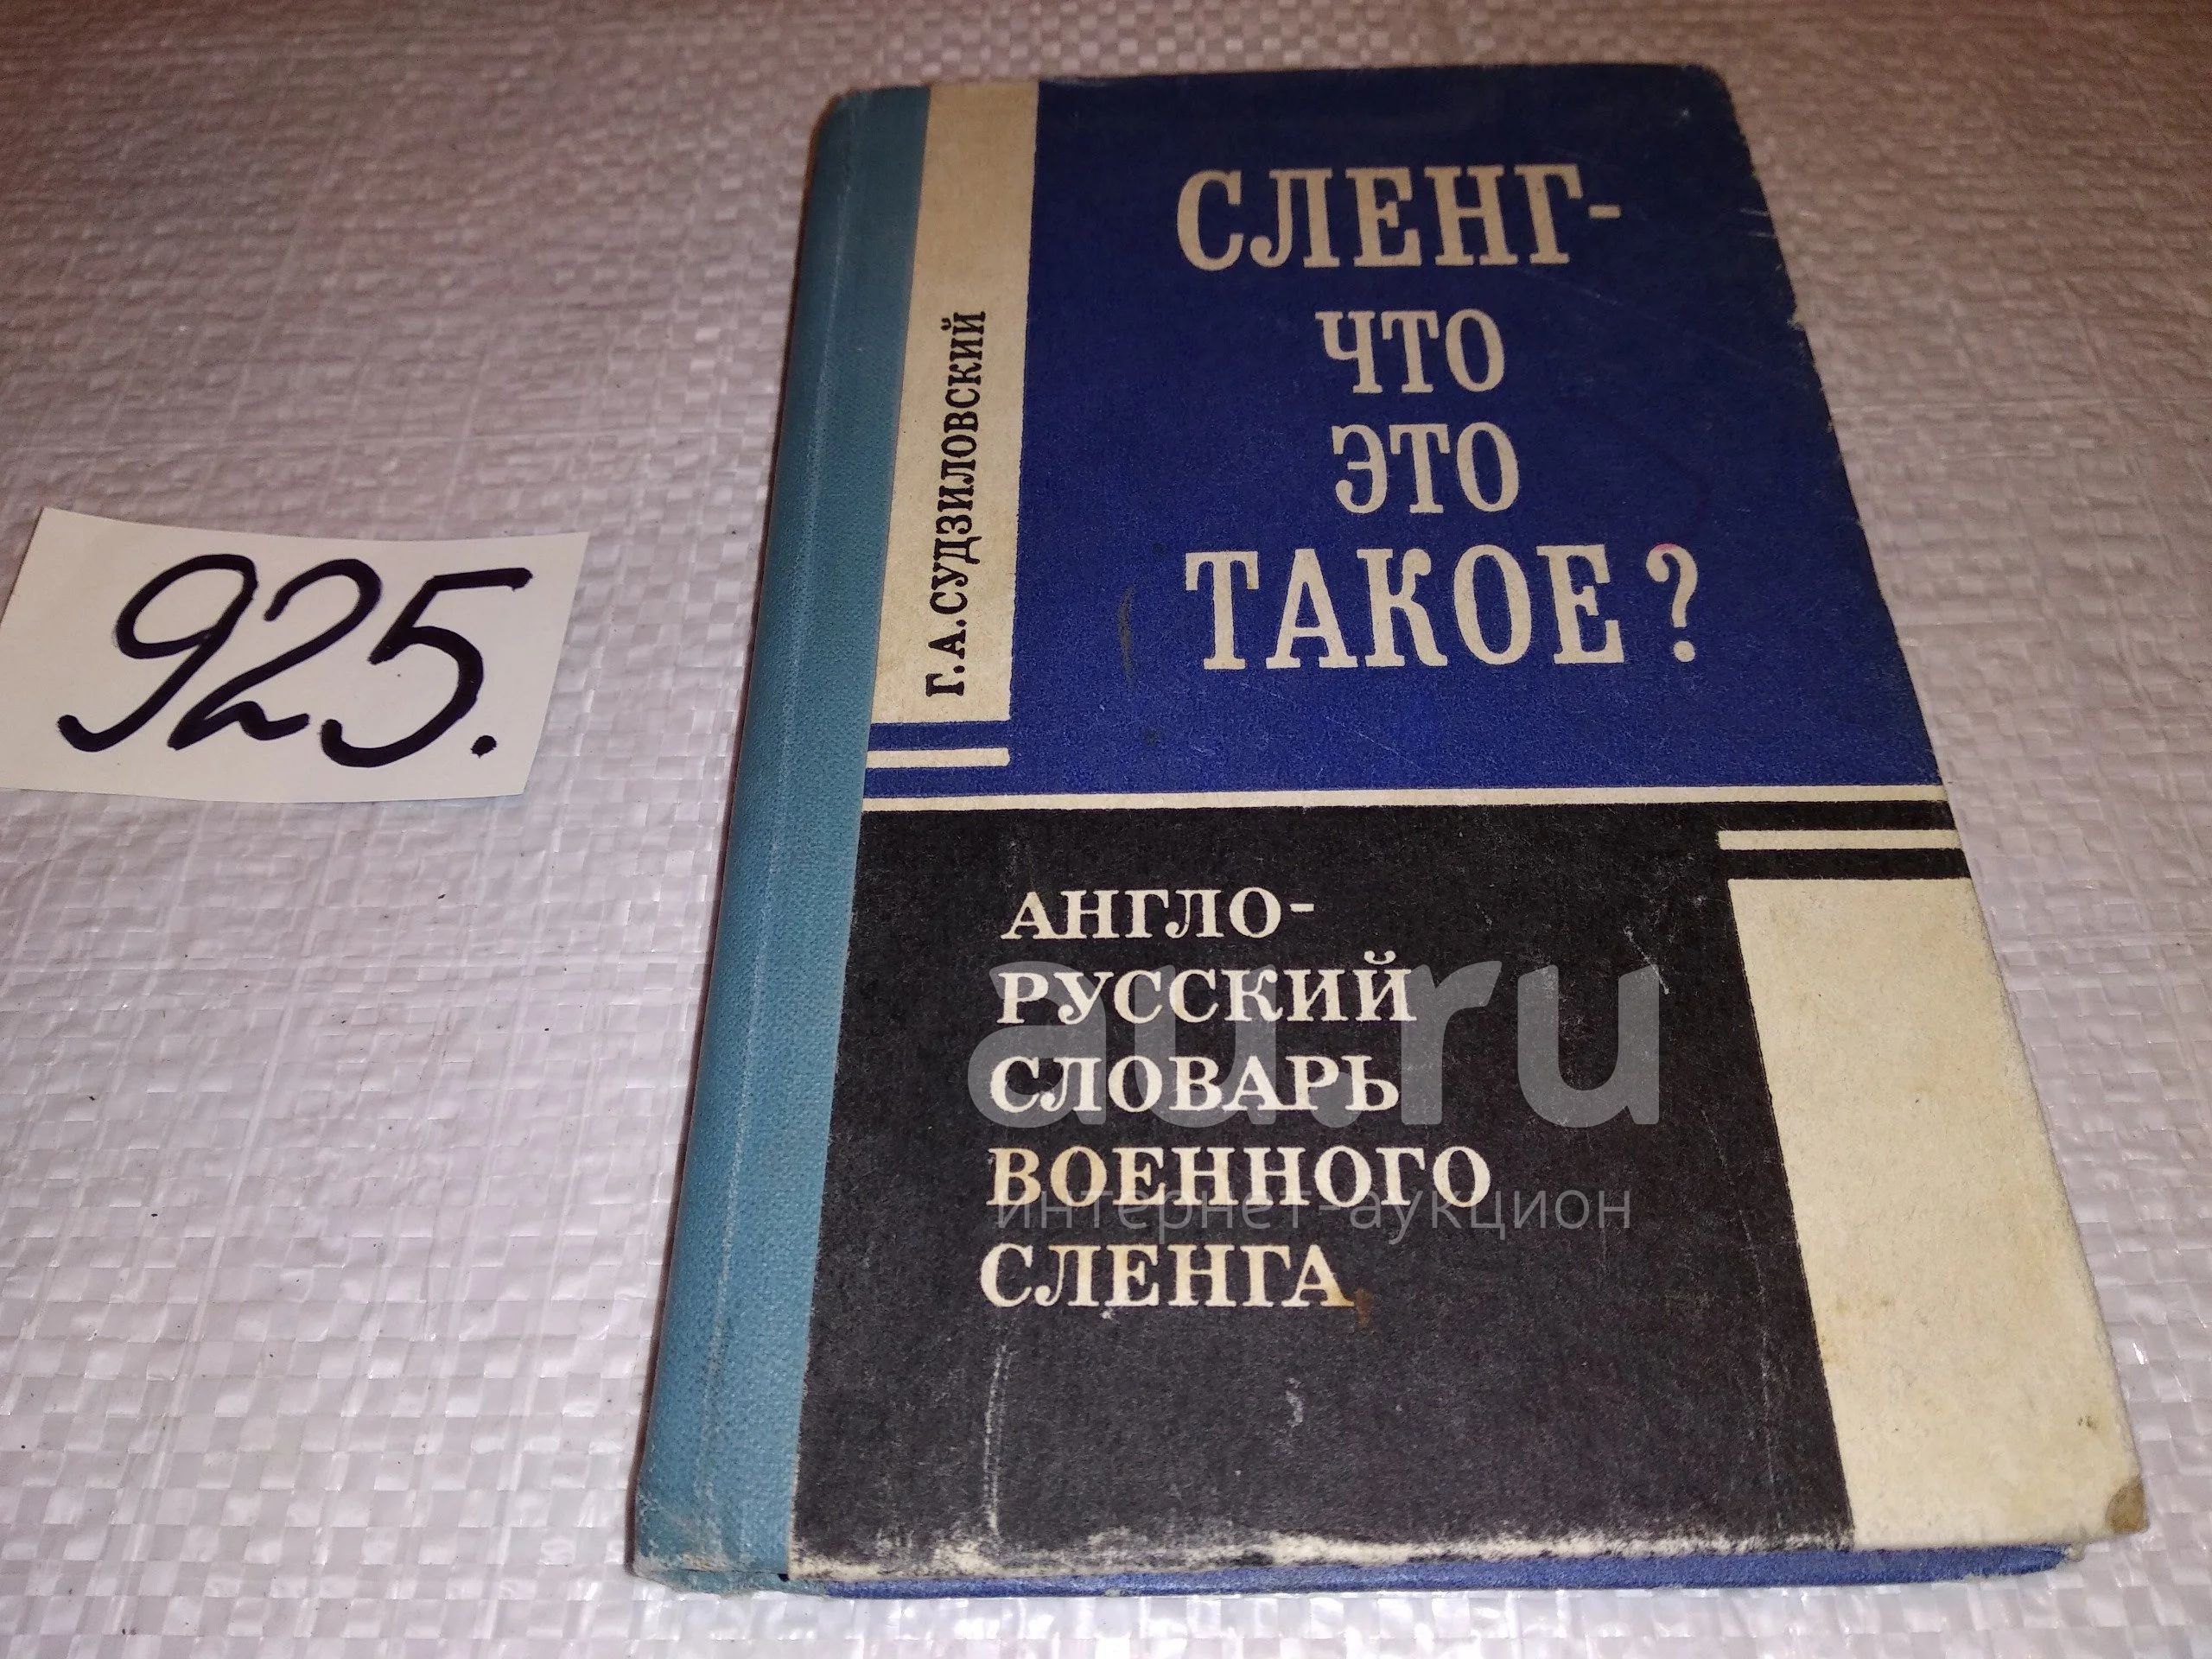 925.
Г.А.СУДЗИЛОВСКИЙ
СЛЕНГ-
ЧТО
ЭТО
ТАКОЕ?
АНГЛО-
РУССКИЙ
СЛОВАРЬ
ВОЕННОГО
СЛЕНГА
au.ru
интернет-аукцион